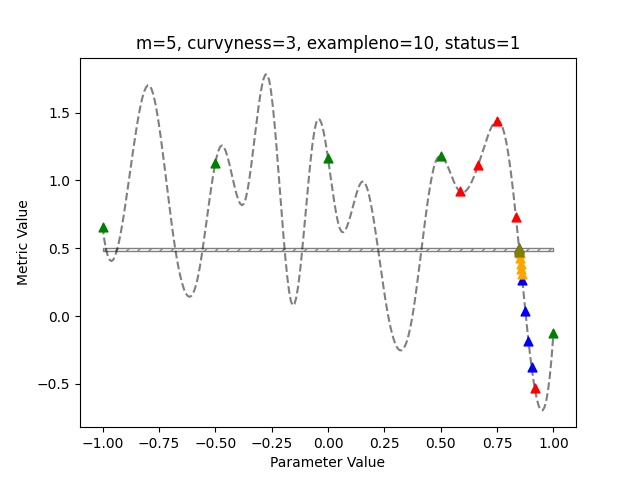 m=5, curvyness=3, exampleno=10, status=1
Metric Value
1.5
1.0
0.5
0.0
−0.5
−1.00 −0.75 −0.50 −0.25 0.00 0.25 0.50 0.75 1.00
Parameter Value